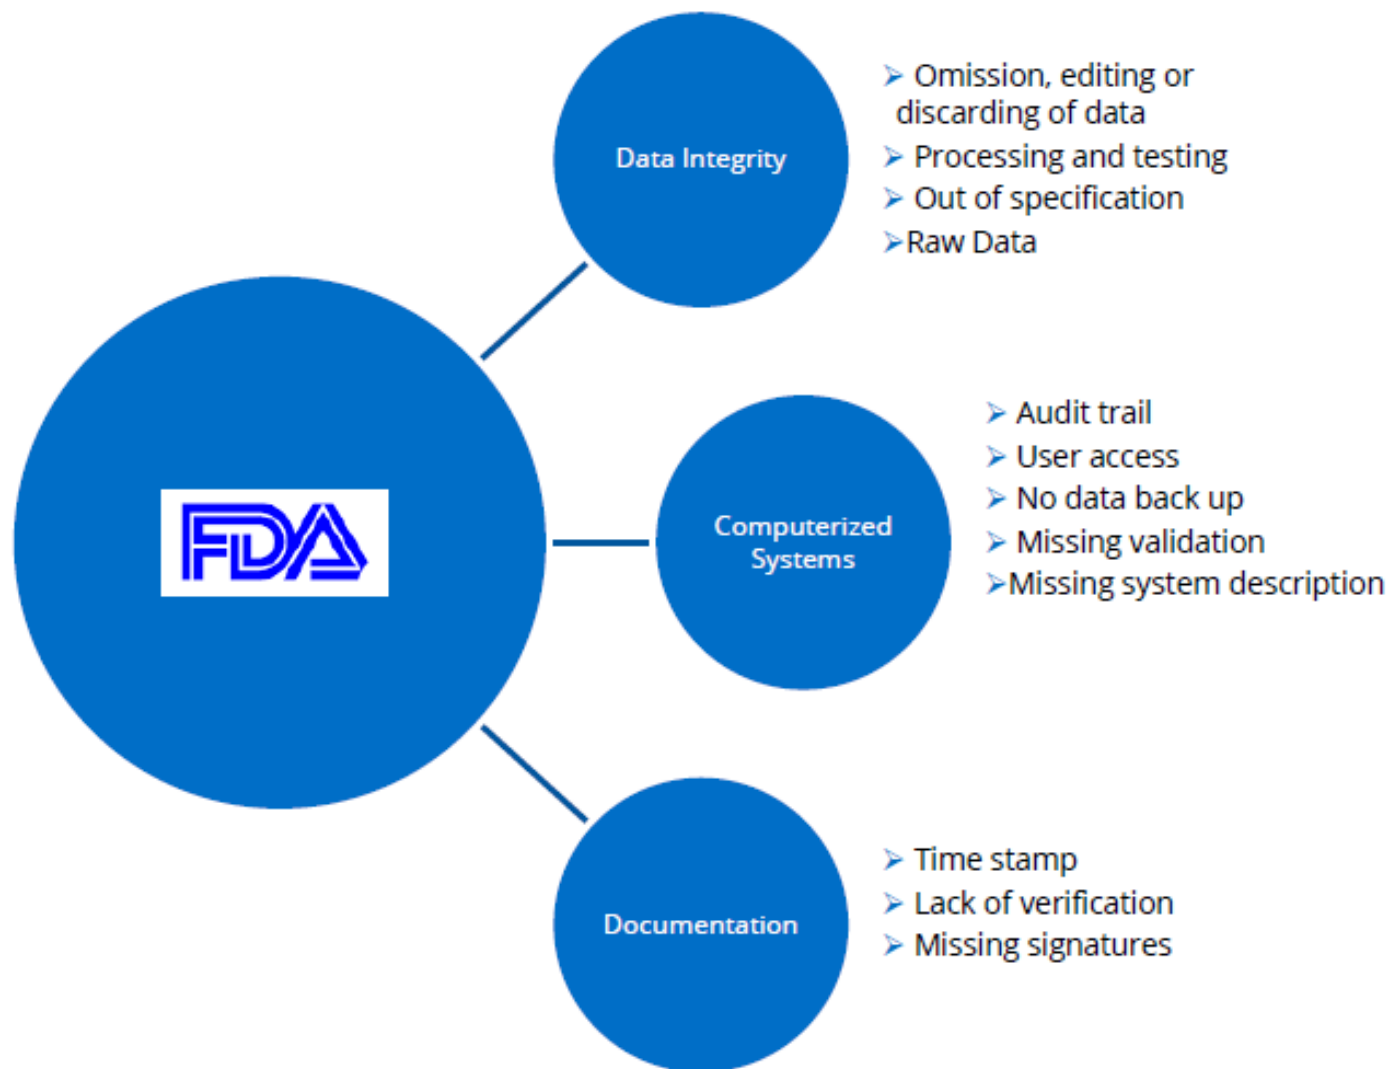 FDA
Data Integrity
➢ Omission, editing or
discarding of data
➢ Processing and testing
➢ Out of specification
➢Raw Data
Computerized
Systems
➢ Audit trail
➢ User access
➢ No data back up
➢ Missing validation
➢Missing system description
Documentation
➢ Time stamp
➢ Lack of verification
➢ Missing signatures